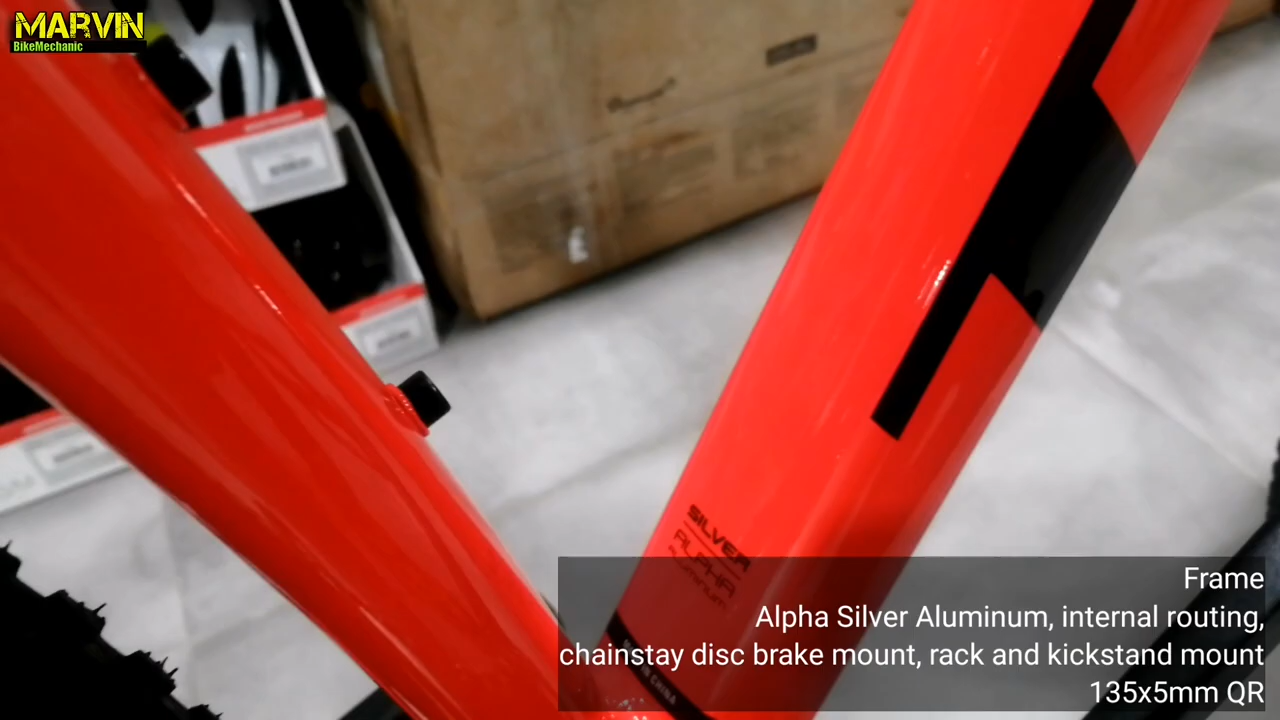 MARVIN
BikeMechanic
SILVER
ALPHA
aluminum
Frame
Alpha Silver Aluminum, internal routing,
chainstay disc brake mount, rack and kickstand mount
135x5mm QR